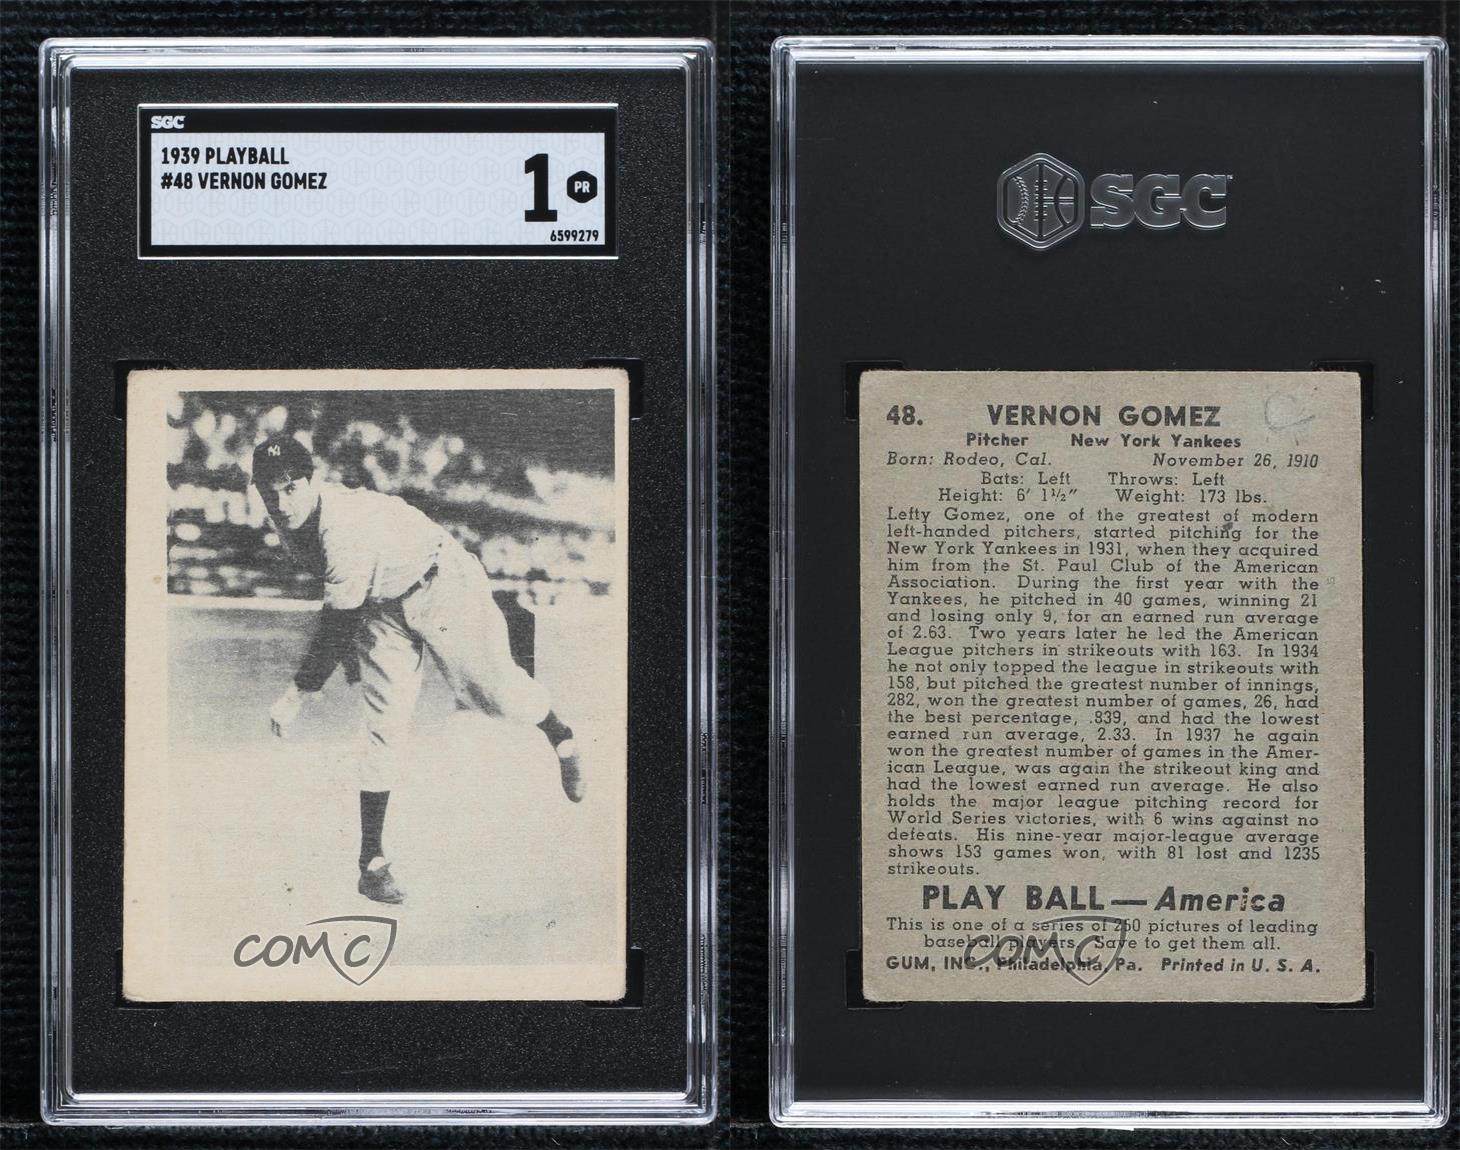 SGC
1939 PLAYBALL
#48 VERNON GOMEZ
1 PR
6599279
NY
COMC
SGC
48. VERNON GOMEZ
Pitcher New York Yankees
Born: Rodeo, Cal. November 26, 1910
Bats: Left Throws: Left
Height: 6' 1½" Weight: 173 lbs.
Lefty Gomez, one of the greatest of modern
left-handed pitchers, started pitching for the
New York Yankees in 1931, when they acquired
him from the St. Paul Club of the American
Association. During the first year with the
Yankees, he pitched in 40 games, winning 21
and losing only 9, for an earned run average
of 2.63. Two years later he led the American
League pitchers in strikeouts with 163. In 1934
he not only topped the league in strikeouts with
158, but pitched the greatest number of innings,
282, won the greatest number of games, 26, had
the best percentage, .839, and had the lowest
earned run average, 2.33. In 1937 he again
won the greatest number of games in the Amer-
ican League, was again the strikeout king and
had the lowest earned run average. He also
holds the major league pitching record for
World Series victories, with 6 wins against no
defeats. His nine-year major-league average
shows 153 games won, with 81 lost and 1235
strikeouts.
PLAY BALL—America
This is one of a series of 250 pictures of leading
baseball players. Save to get them all.
GUM, INC., Philadelphia, Pa. Printed in U. S. A.
COMC